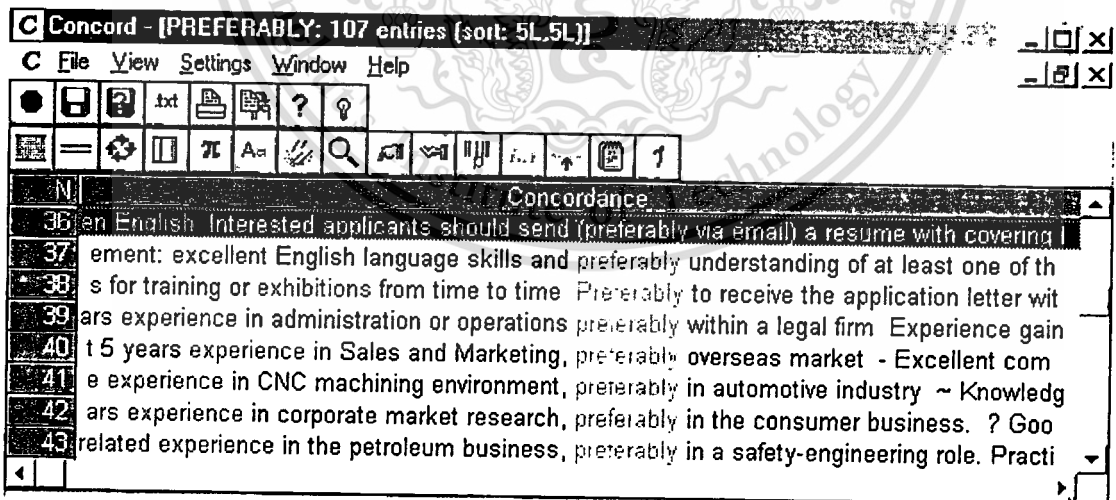 C Concord - [PREFERABLY: 107 entries (sort: 5L,5L)]
C File View Settings Window Help
.txt ? π Aa
N Concordance
36 en English Interested applicants should send (preferably via email) a resume with covering l
37 ement: excellent English language skills and preferably understanding of at least one of th
38 s for training or exhibitions from time to time Preferably to receive the application letter wit
39 ars experience in administration or operations preferably within a legal firm Experience gain
40 t 5 years experience in Sales and Marketing, preferably overseas market - Excellent com
41 e experience in CNC machining environment, preferably in automotive industry ~ Knowledg
42 ars experience in corporate market research, preferably in the consumer business. ? Goo
43 related experience in the petroleum business, preferably in a safety-engineering role. Practi